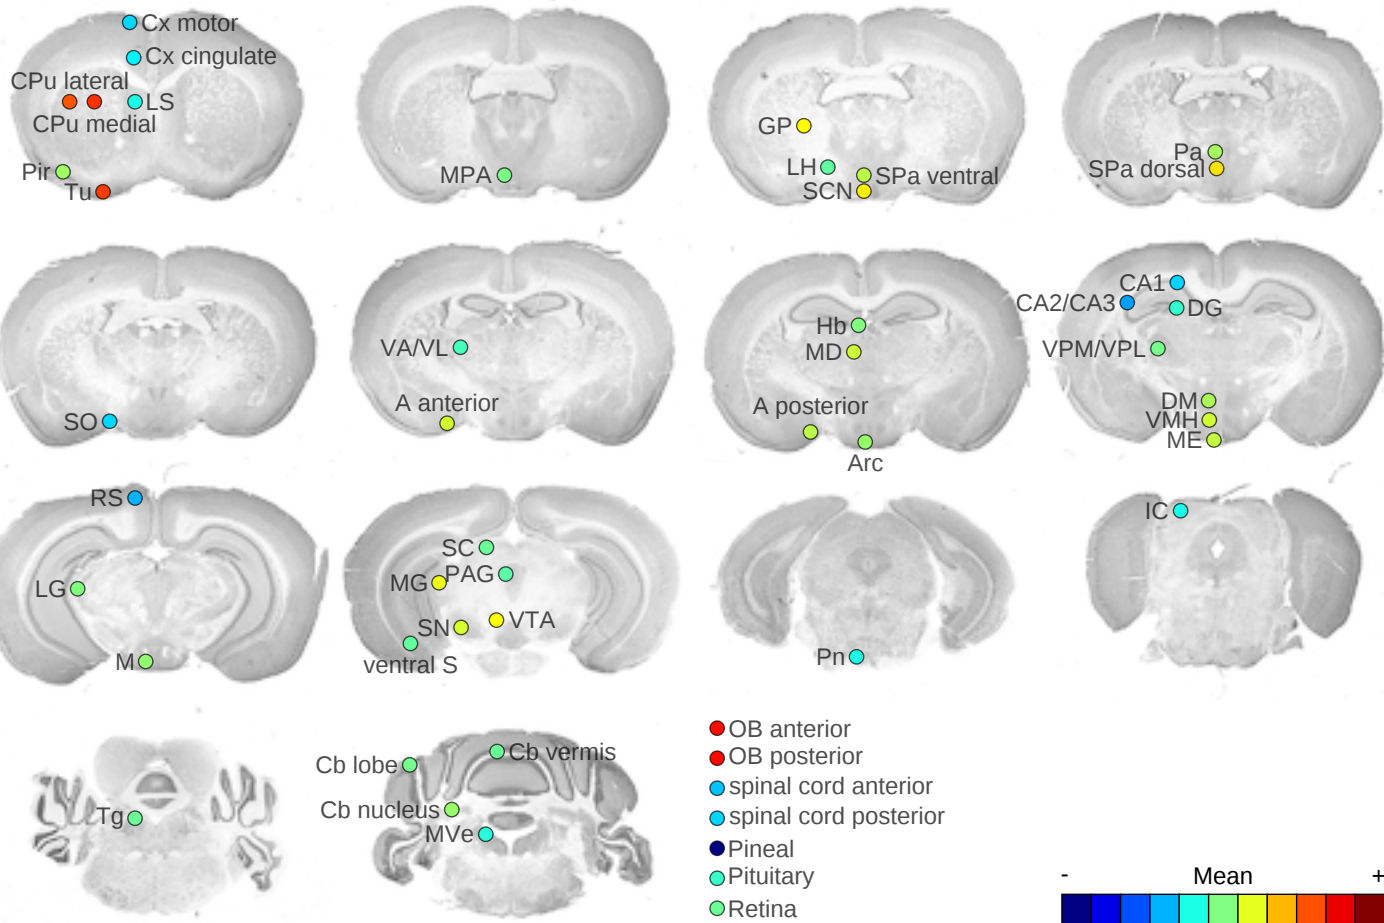 Cx motor
Cx cingulate
CPu lateral
LS
CPu medial
Pir
Tu
MPA
GP
LH
SPa ventral
SCN
Pa
SPa dorsal
SO
VA/VL
A anterior
Hb
MD
A posterior
Arc
CA1
CA2/CA3
DG
VPM/VPL
DM
VMH
ME
RS
LG
M
SC
MG
PAG
SN
VTA
ventral S
Pn
IC
Tg
Cb lobe
Cb vermis
Cb nucleus
MVe
OB anterior
OB posterior
spinal cord anterior
spinal cord posterior
Pineal
Pituitary
Retina
- Mean +